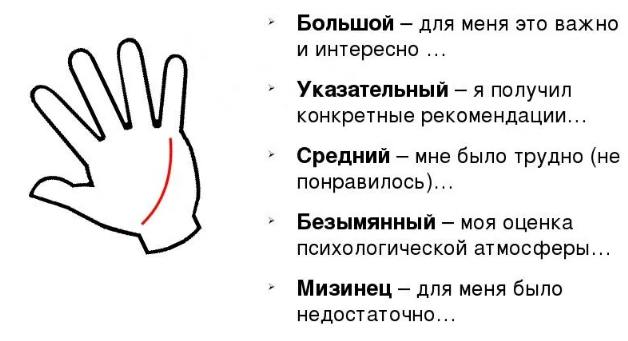 Большой – для меня это важно
и интересно …
Указательный – я получил
конкретные рекомендации…
Средний – мне было трудно (не
понравилось)…
Безымянный – моя оценка
психологической атмосферы…
Мизинец – для меня было
недостаточно…